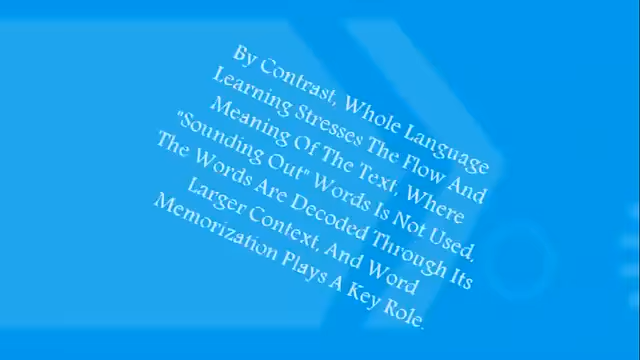 By Contrast, Whole Language
Learning Stresses The Flow And
Meaning Of The Text, Where
"Sounding Out" Words Is Not Used.
The Words Are Decoded Through Its
Larger Context, And Word
Memorization Plays A Key Role.